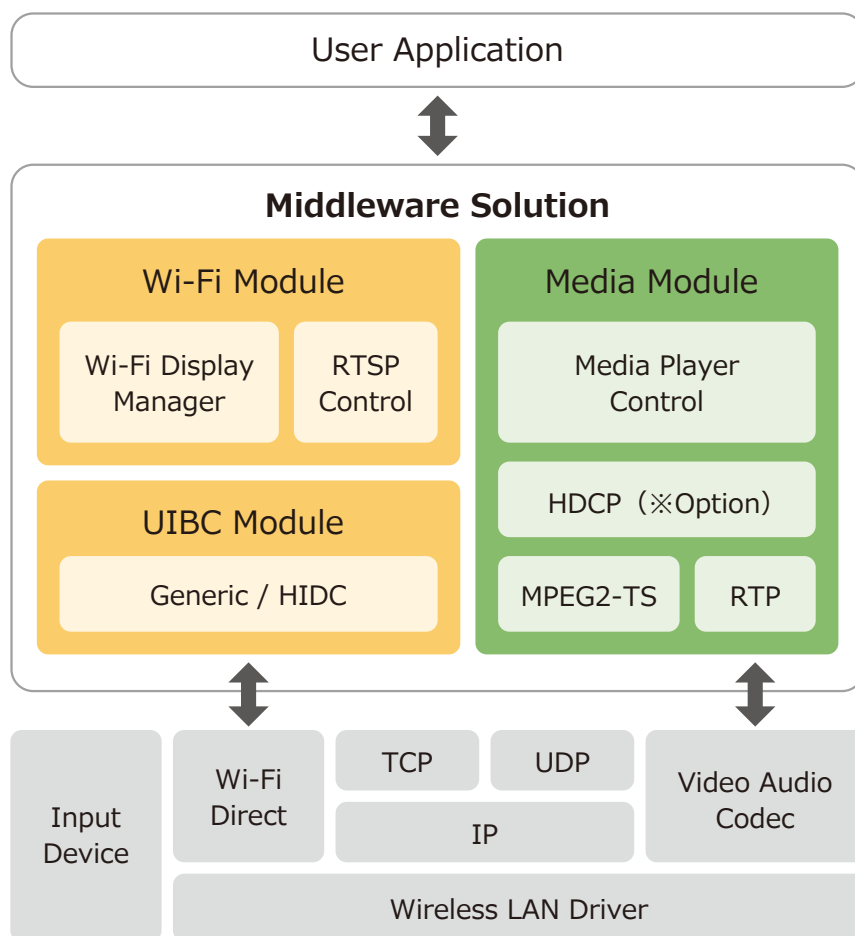 User Application
Middleware Solution
Wi-Fi Module
Wi-Fi Display
Manager
RTSP
Control
UIBC Module
Generic / HIDC
Media Module
Media Player
Control
HDCP（※Option）
MPEG2-TS
RTP
Input
Device
Wi-Fi
Direct
TCP
UDP
IP
Video Audio
Codec
Wireless LAN Driver